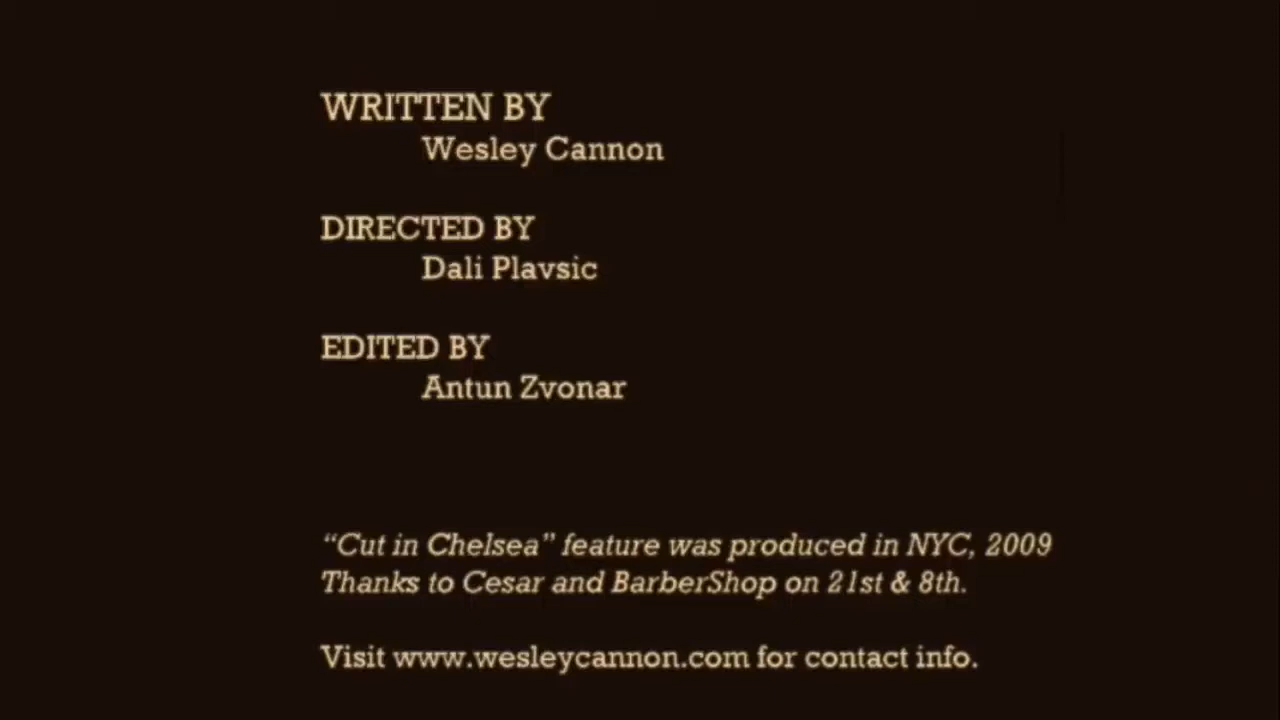 WRITTEN BY
Wesley Cannon
DIRECTED BY
Dali Plavsic
EDITED BY
Antun Zvonar
“Cut in Chelsea” feature was produced in NYC, 2009
Thanks to Cesar and BarberShop on 21st & 8th.
Visit www.wesleycannon.com for contact info.